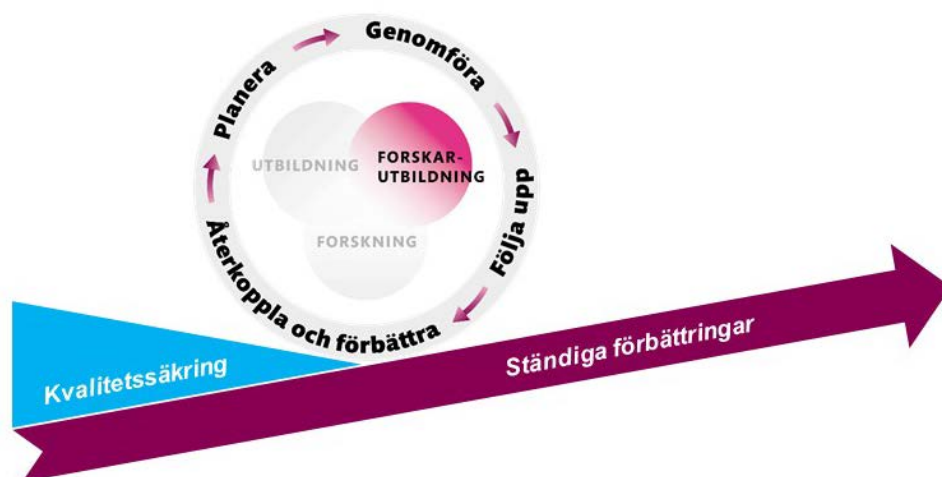 Planera
Genomföra
Följa upp
Återkoppla och förbättra
UTBILDNING
FORSKAR-
UTBILDNING
FORSKNING
Kvalitetssäkring
Ständiga förbättringar